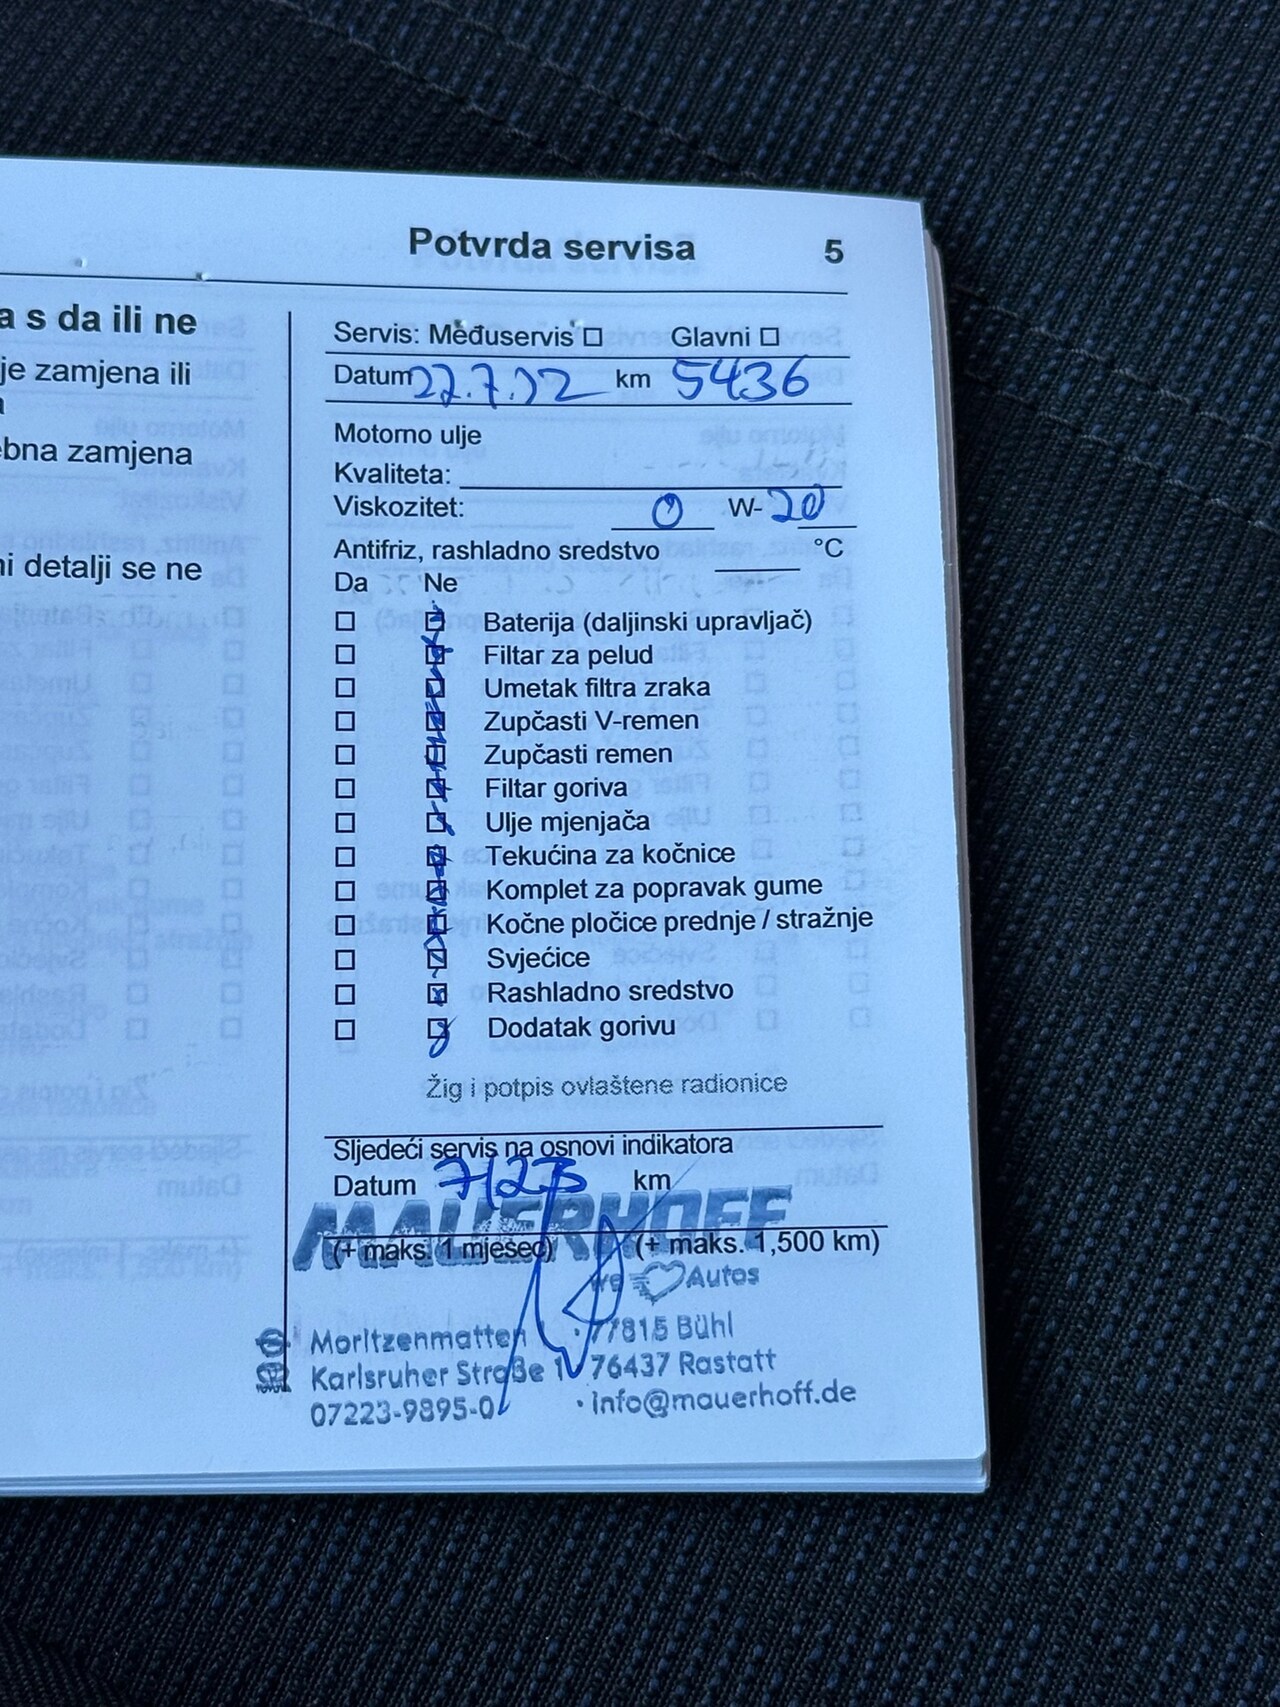 Potvrda servisa 5
a s da ili ne
je zamjena ili
a
ebna zamjena
ni detalji se ne
Servis: Međuservis □ Glavni □
Datum km 5436
Motorno ulje
Kvaliteta:
Viskozitet: 0 W-20
Antifriz, rashladno sredstvo °C
Da Ne
Baterija (daljinski upravljač)
Filtar za pelud
Umetak filtra zraka
Zupčasti V-remen
Zupčasti remen
Filtar goriva
Ulje mjenjača
Tekućina za kočnice
Komplet za popravak gume
Kočne pločice prednje / stražnje
Svjećice
Rashladno sredstvo
Dodatak gorivu
Žig i potpis ovlaštene radionice
Sljedeći servis na osnovi indikatora
Datum 7/23 km
MAUERHOFF
(+ maks. 1 mjesec) (+ maks. 1,500 km)
we Autos
Moritzenmatten · 77815 Bühl
Karlsruher Straße 1 · 76437 Rastatt
07223-9895-0 · info@mauerhoff.de